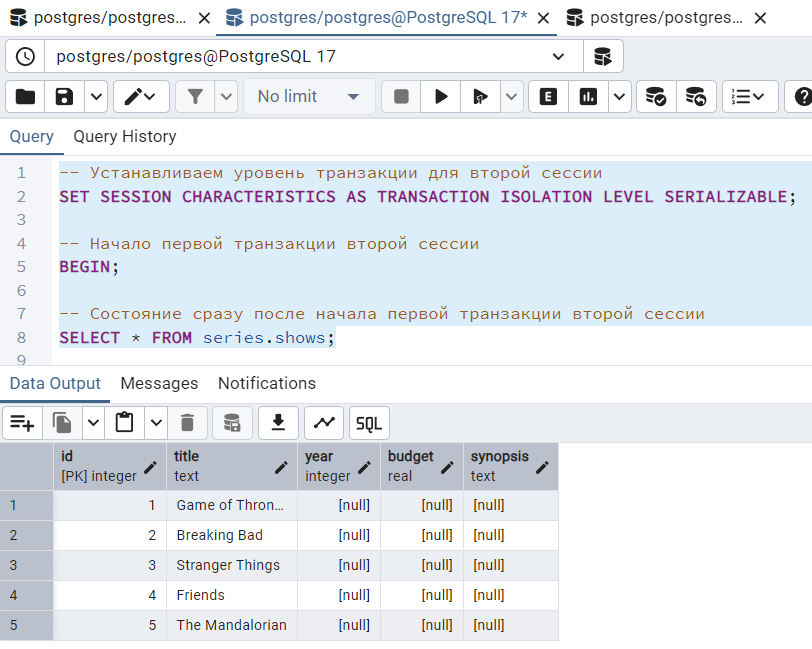 postgres/postgres... postgres/postgres@PostgreSQL 17* postgres/postgres...
postgres/postgres@PostgreSQL 17
No limit
Query Query History
1 -- Устанавливаем уровень транзакции для второй сессии
2 SET SESSION CHARACTERISTICS AS TRANSACTION ISOLATION LEVEL SERIALIZABLE;
3
4 -- Начало первой транзакции второй сессии
5 BEGIN;
6
7 -- Состояние сразу после начала первой транзакции второй сессии
8 SELECT * FROM series.shows;
9
Data Output Messages Notifications
SQL
id title year budget synopsis
[PK] integer text integer real text
1 1 Game of Thron... [null] [null] [null]
2 2 Breaking Bad [null] [null] [null]
3 3 Stranger Things [null] [null] [null]
4 4 Friends [null] [null] [null]
5 5 The Mandalorian [null] [null] [null]